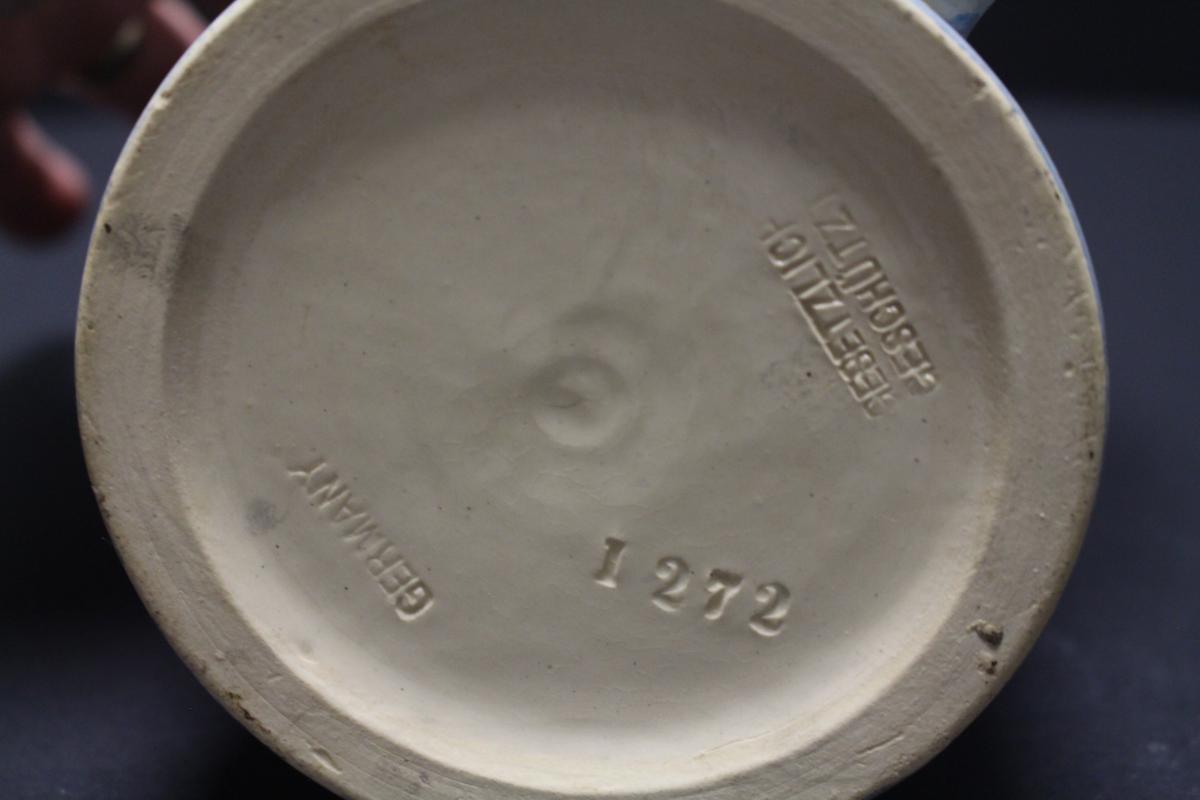 GESETZLICH
GESCHÜTZT
GERMANY
1272